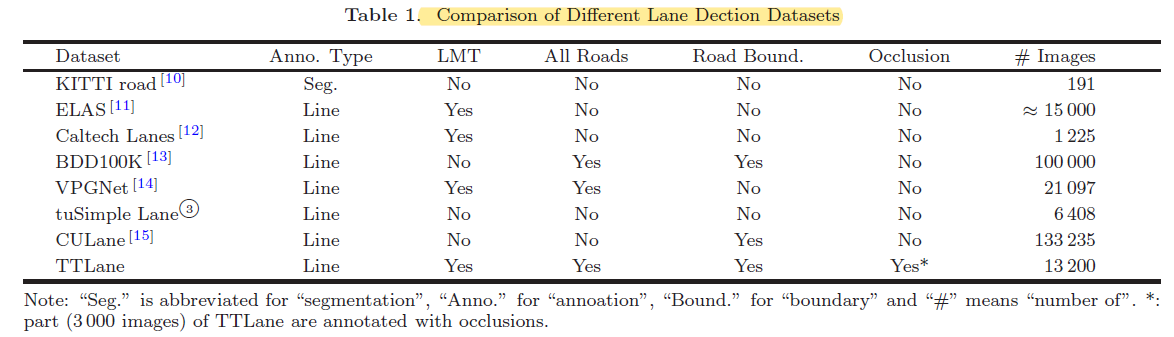 Table 1. Comparison of Different Lane Dection Datasets
Dataset Anno. Type LMT All Roads Road Bound. Occlusion # Images
KITTI road [10] Seg. No No No No 191
ELAS [11] Line Yes No No No ≈ 15 000
Caltech Lanes [12] Line Yes No No No 1 225
BDD100K [13] Line No Yes Yes No 100 000
VPGNet [14] Line Yes Yes No No 21 097
tuSimple Lane③ Line No No No No 6 408
CULane [15] Line No No Yes No 133 235
TTLane Line Yes Yes Yes Yes* 13 200
Note: “Seg.” is abbreviated for “segmentation”, “Anno.” for “annoation”, “Bound.” for “boundary” and “#” means “number of”. *:
part (3 000 images) of TTLane are annotated with occlusions.